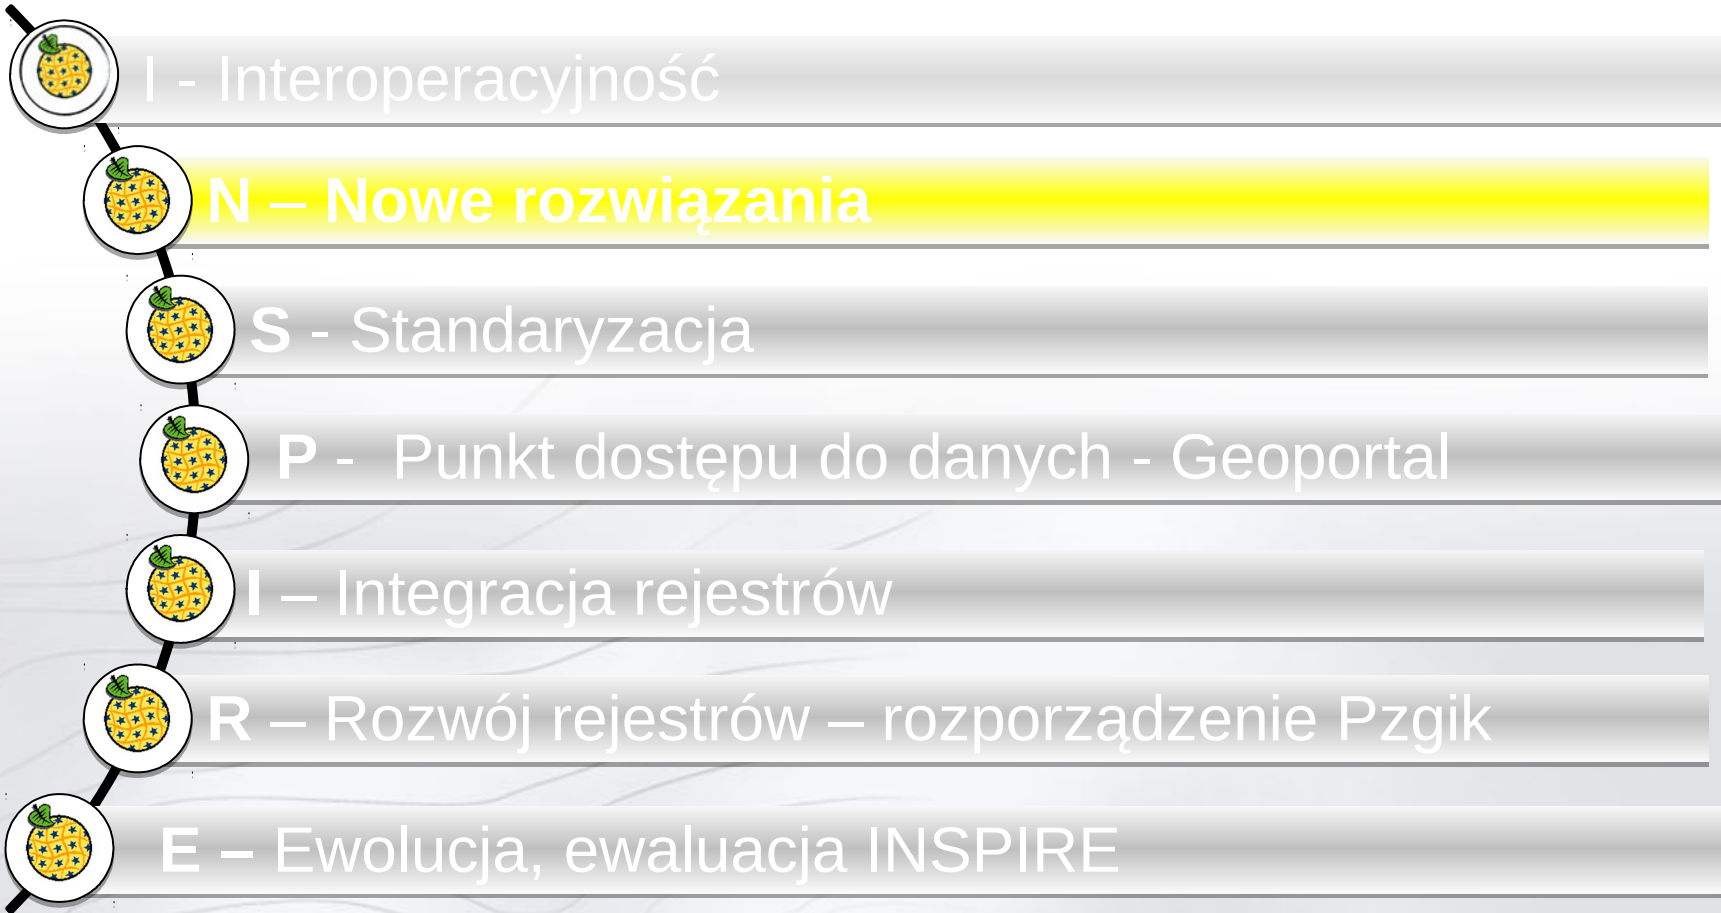 I - Interoperacyjność
N – Nowe rozwiązania
S - Standaryzacja
P - Punkt dostępu do danych - Geoportal
I – Integracja rejestrów
R – Rozwój rejestrów – rozporządzenie Pzgik
E – Ewolucja, ewaluacja INSPIRE